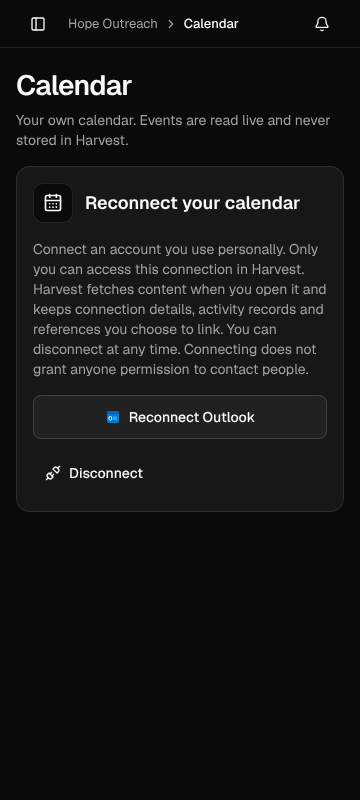 Hope Outreach > Calendar
Calendar
Your own calendar. Events are read live and never
stored in Harvest.
Reconnect your calendar
Connect an account you use personally. Only
you can access this connection in Harvest.
Harvest fetches content when you open it and
keeps connection details, activity records and
references you choose to link. You can
disconnect at any time. Connecting does not
grant anyone permission to contact people.
Reconnect Outlook
Disconnect